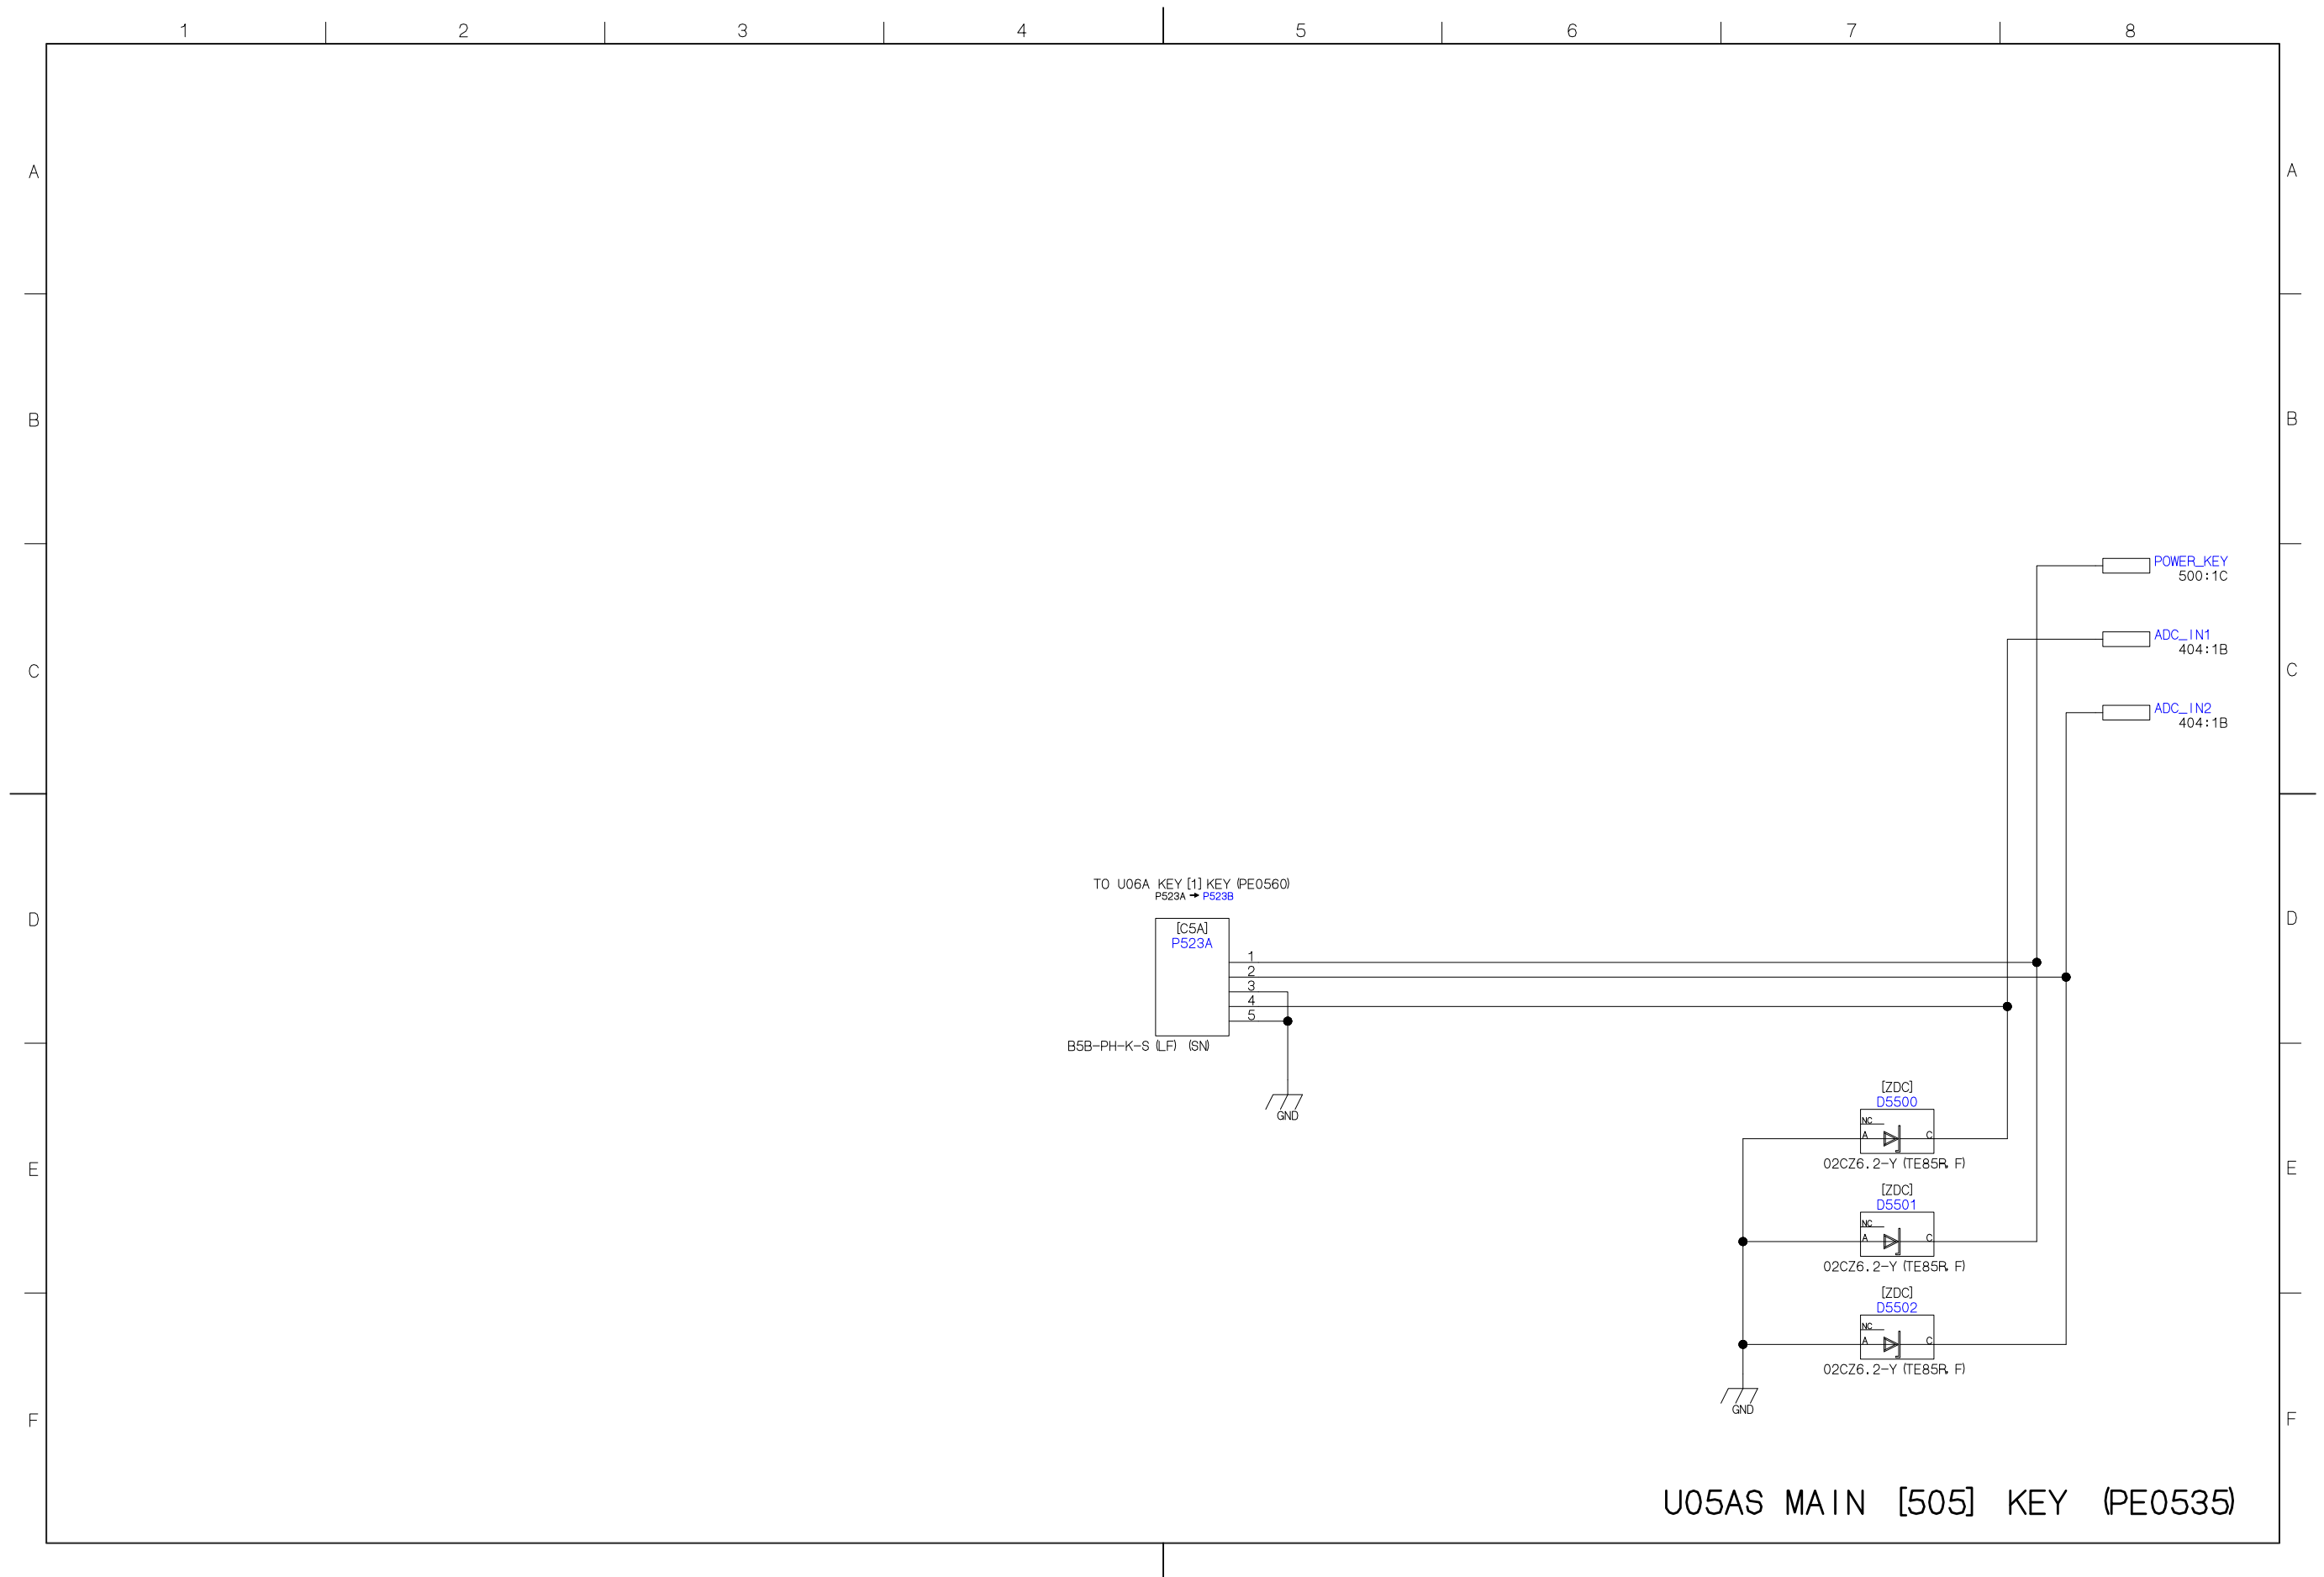 1 2 3 4 5 6 7 8
A A
B B
POWER_KEY
500:1C
ADC_IN1
404:1B
C C
ADC_IN2
404:1B
TO U06A KEY [1] KEY (PE0560)
P523A → P523B
D D
[C5A]
P523A
1
2
3
4
5
B5B-PH-K-S (LF) (SN)
GND
[ZDC]
D5500
NC
A C
02CZ6.2-Y (TE85R, F)
E E
[ZDC]
D5501
NC
A C
02CZ6.2-Y (TE85R, F)
[ZDC]
D5502
NC
A C
02CZ6.2-Y (TE85R, F)
GND
F F
U05AS MAIN [505] KEY (PE0535)